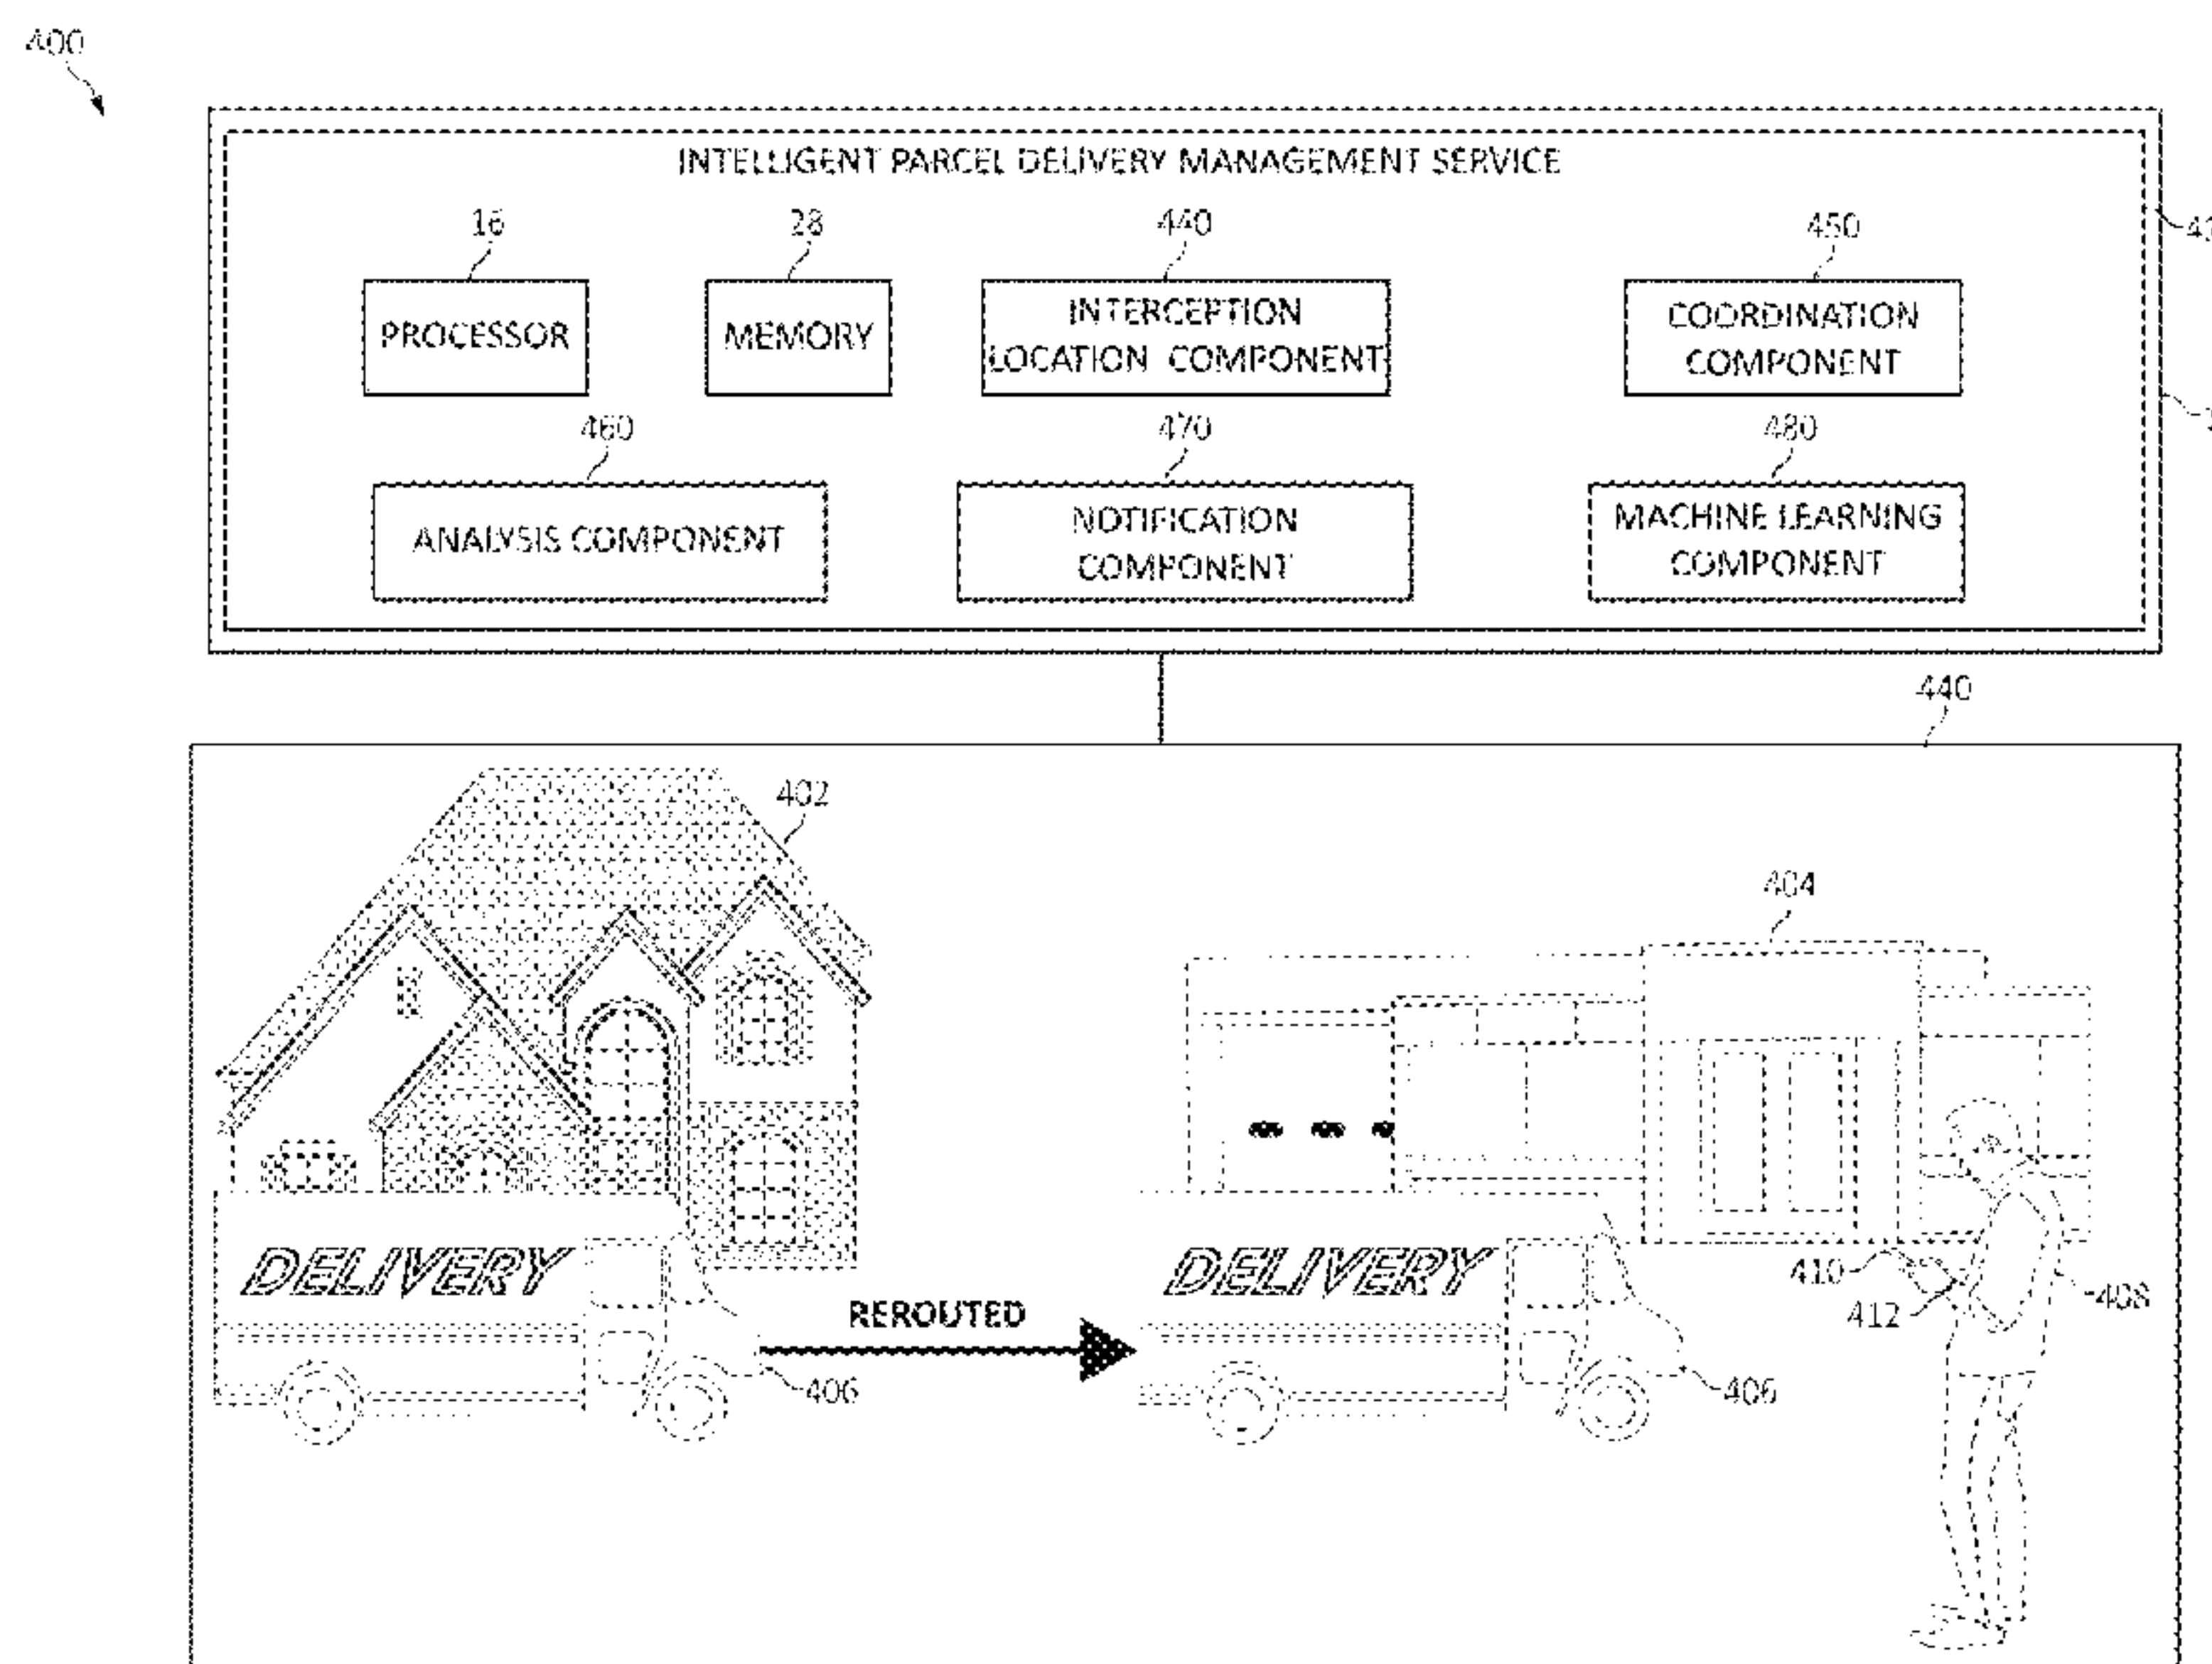 400
INTELLIGENT PARCEL DELIVERY MANAGEMENT SERVICE
16
28
440
450
PROCESSOR
MEMORY
INTERCEPTION
LOCATION COMPONENT
COORDINATION
COMPONENT
460
470
480
ANALYSIS COMPONENT
NOTIFICATION
COMPONENT
MACHINE LEARNING
COMPONENT
440
402
404
DELIVERY
DELIVERY
REROUTED
410
412
408
406
406